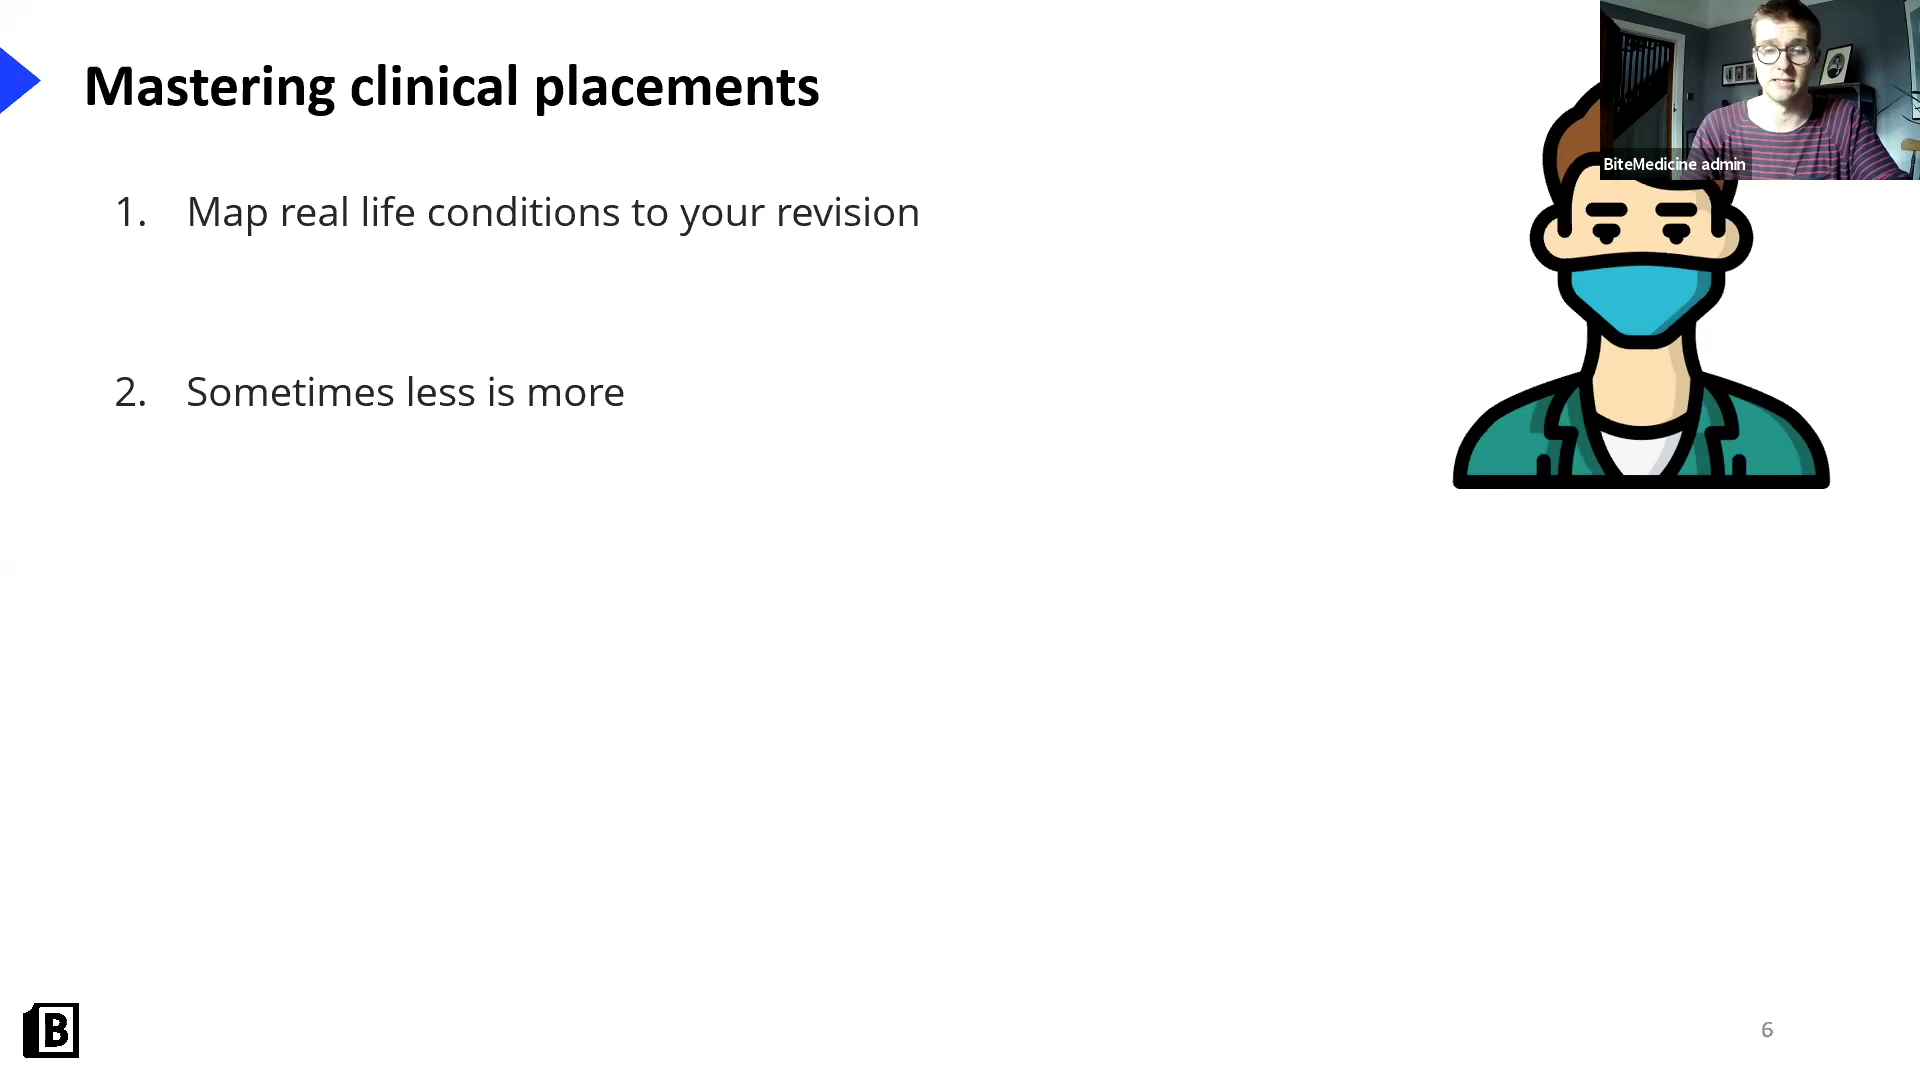 Mastering clinical placements
BiteMedicine admin
1. Map real life conditions to your revision
2. Sometimes less is more
B
6